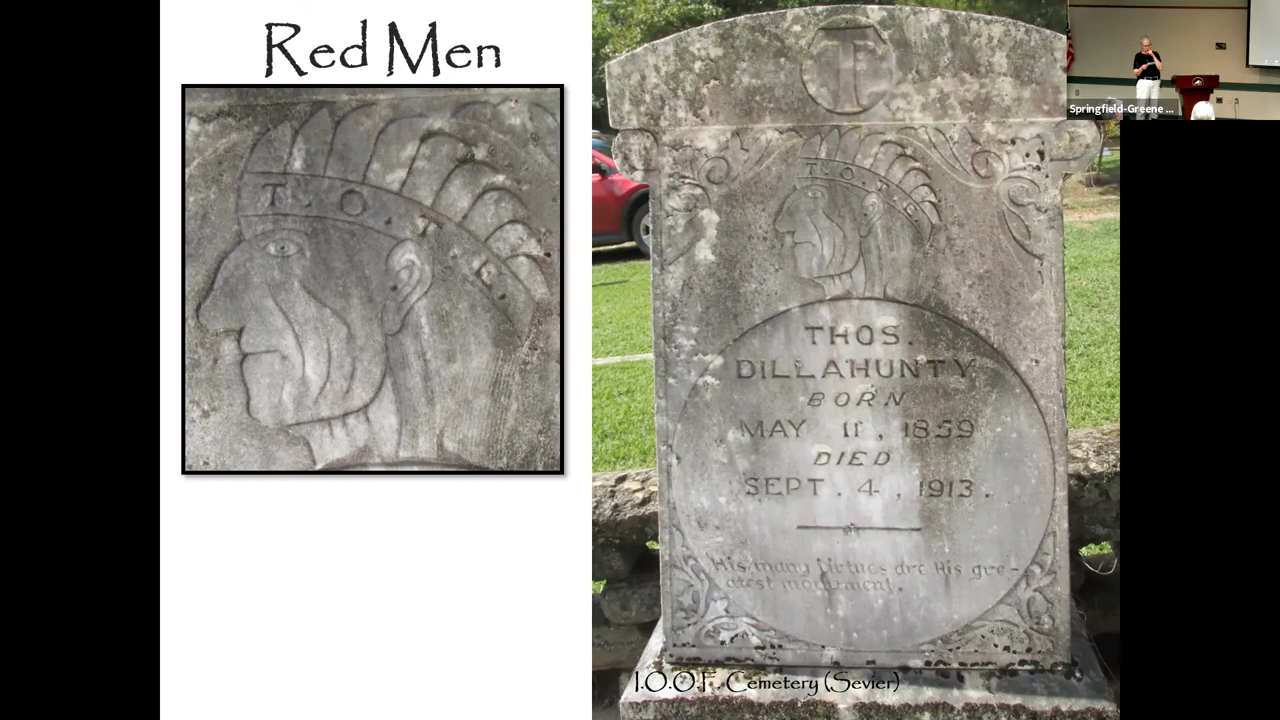 Red Men
T. O. T. E.
T
T. O. T. E.
THOS.
DILLAHUNTY
BORN
MAY 11, 1859
DIED
SEPT. 4, 1913.
His many Virtues are His gre-
atest monument.
I.O.O.F. Cemetery (Sevier)
Springfield-Greene ...